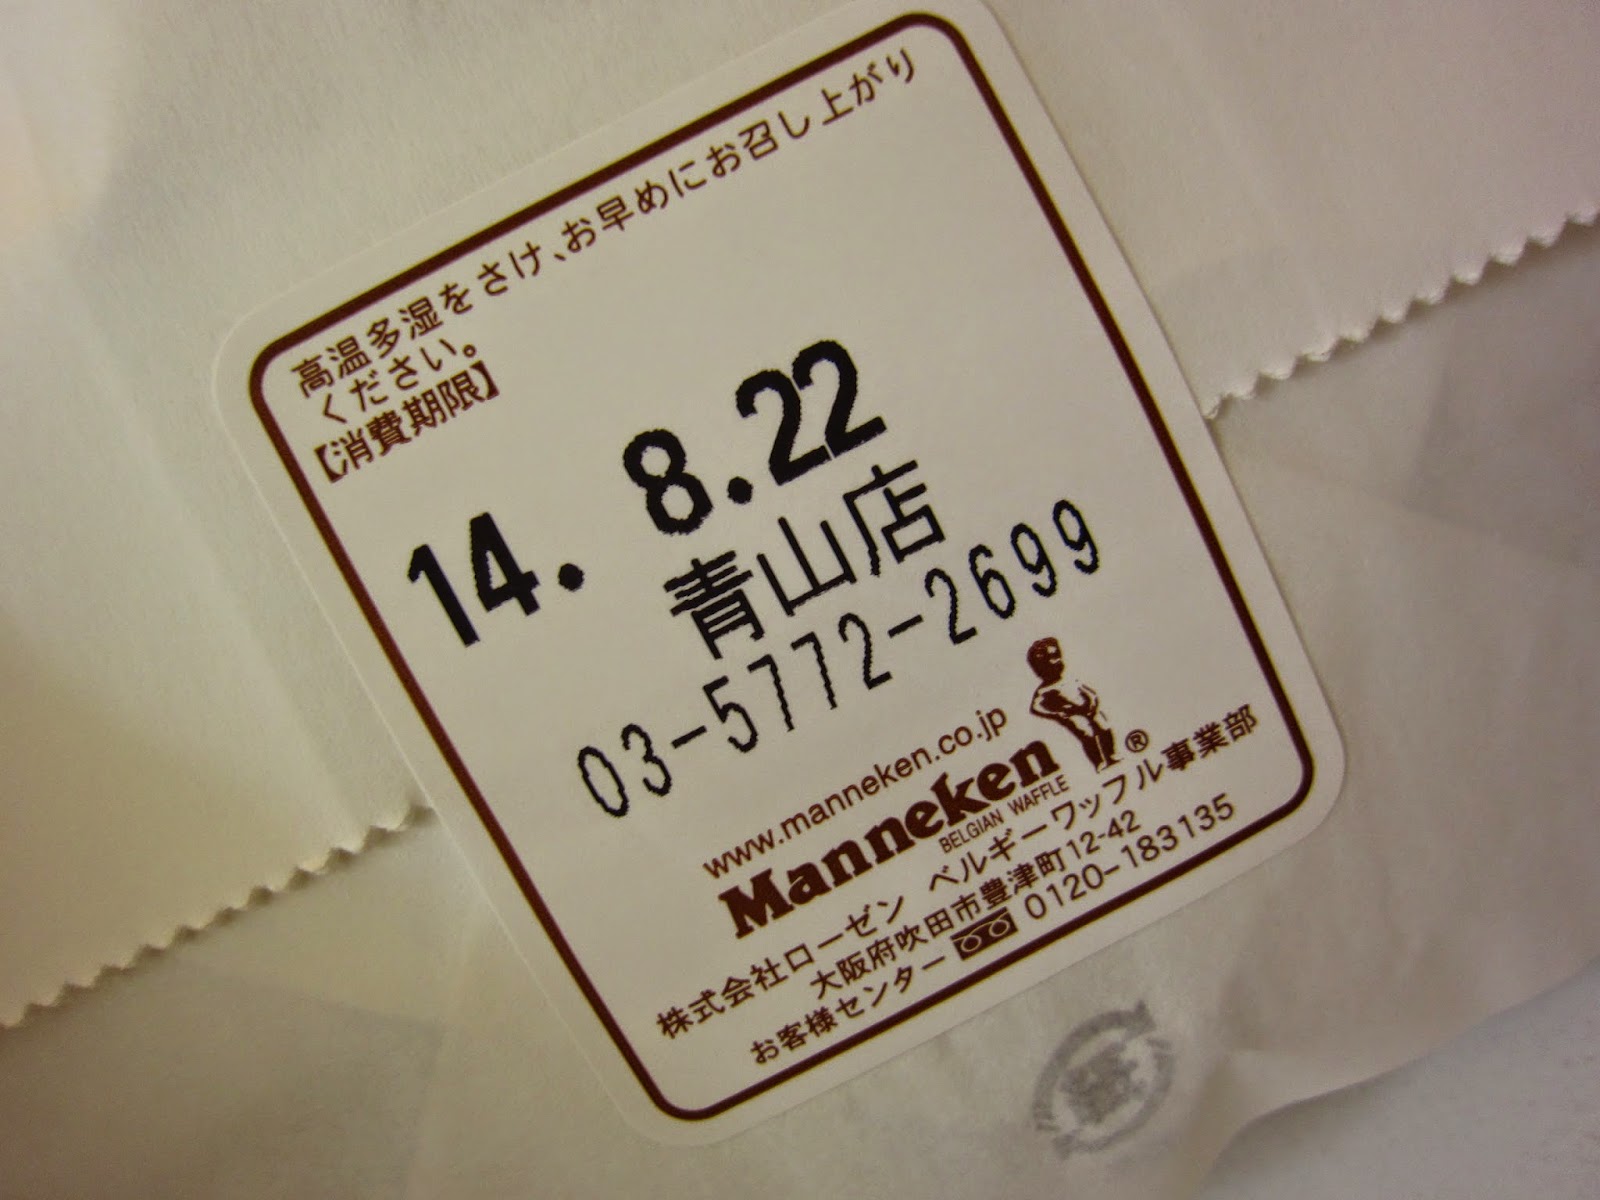 高温多湿をさけ、お早めにお召し上がり
ください。
【消費期限】
14. 8.22
青山店
03-5772-2699
www.manneken.co.jp
Manneken®
BELGIAN WAFFLE
株式会社ローゼン ベルギーワッフル事業部
大阪府吹田市豊津町12-42
お客様センター 0120-183135